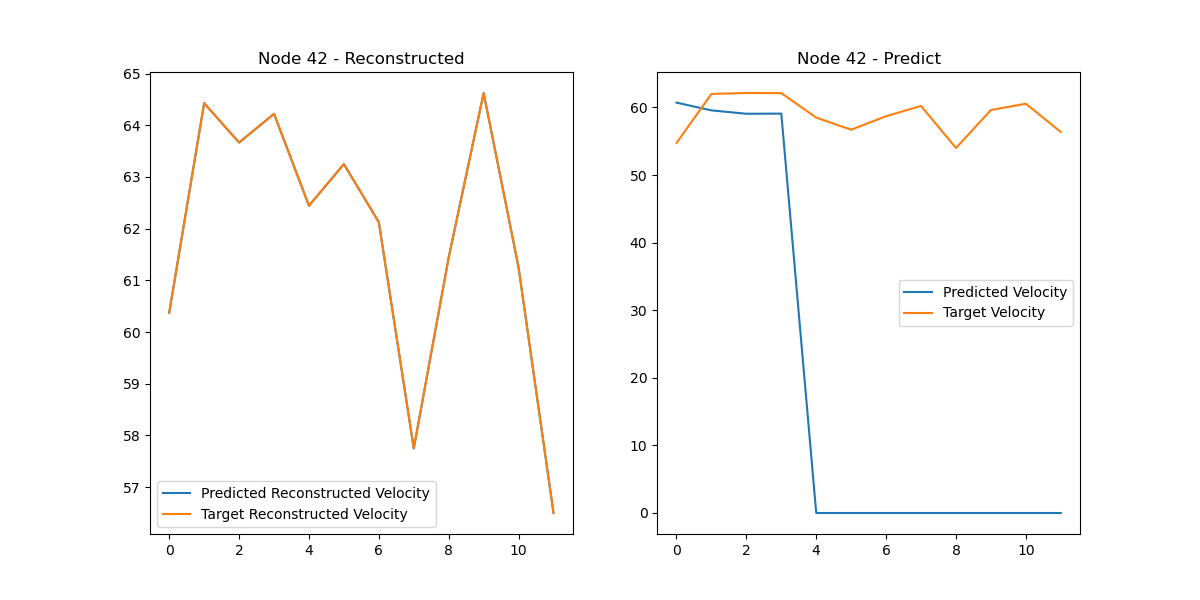 Node 42 - Reconstructed
65
64
63
62
61
60
59
58
57
0 2 4 6 8 10
Predicted Reconstructed Velocity
Target Reconstructed Velocity
Node 42 - Predict
60
50
40
30
20
10
0
0 2 4 6 8 10
Predicted Velocity
Target Velocity